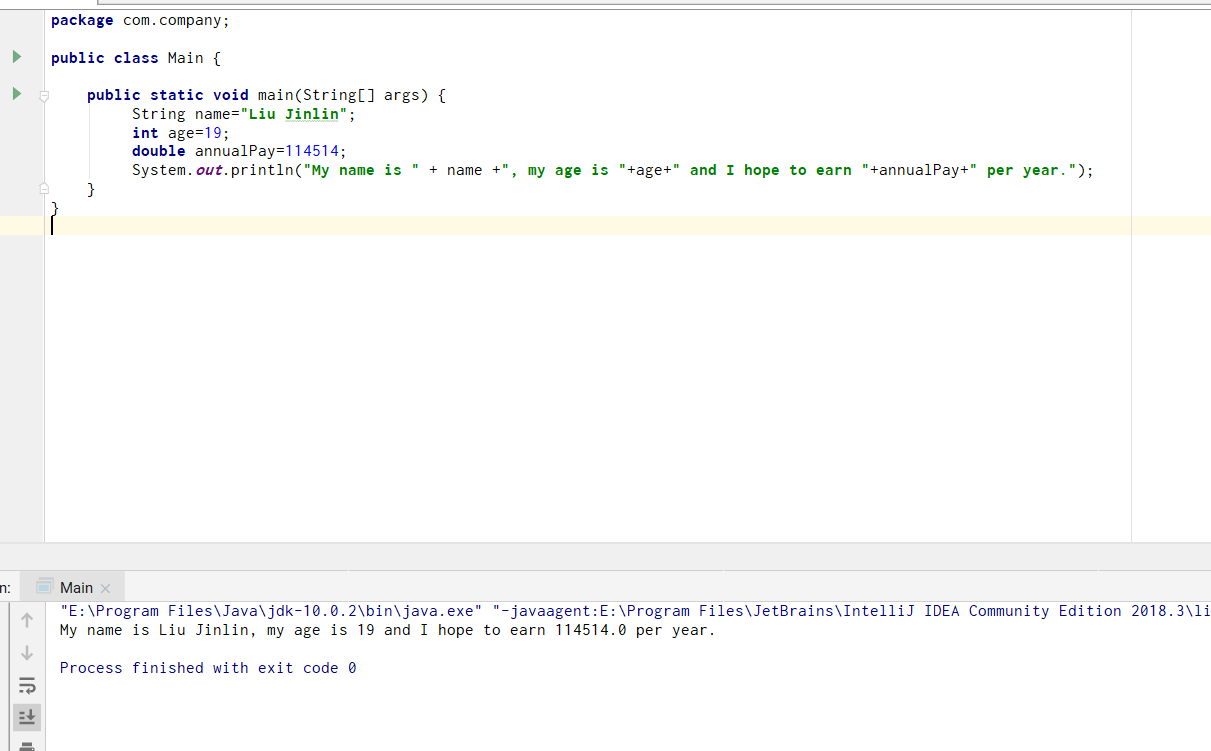 package com.company;
public class Main {
public static void main(String[] args) {
String name="Liu Jinlin";
int age=19;
double annualPay=114514;
System.out.println("My name is " + name +", my age is "+age+" and I hope to earn "+annualPay+" per year.");
}
}
n: Main
"E:\Program Files\Java\jdk-10.0.2\bin\java.exe" "-javaagent:E:\Program Files\JetBrains\IntelliJ IDEA Community Edition 2018.3\li
My name is Liu Jinlin, my age is 19 and I hope to earn 114514.0 per year.
Process finished with exit code 0